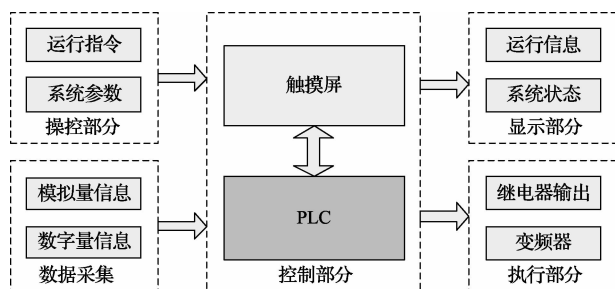 运行指令
系统参数
操控部分
模拟量信息
数字量信息
数据采集
触摸屏
PLC
控制部分
运行信息
系统状态
显示部分
继电器输出
变频器
执行部分